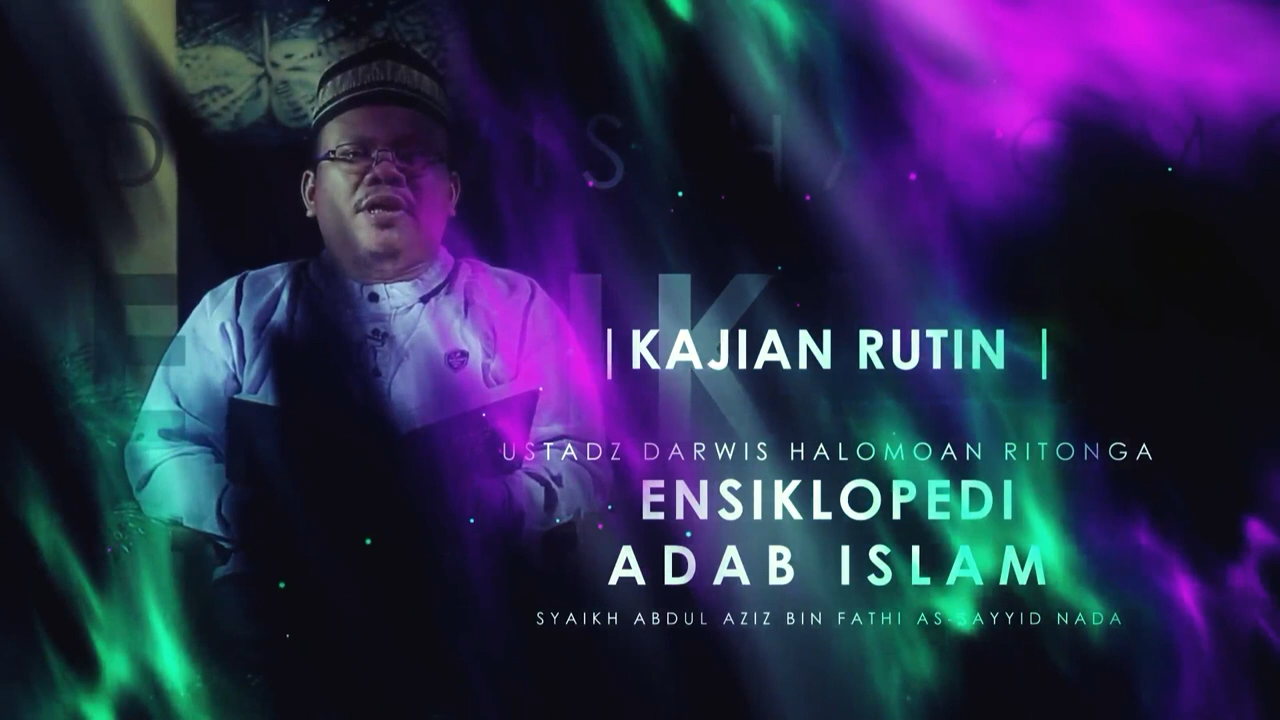 | KAJIAN RUTIN |
USTADZ DARWIS HALOMOAN RITONGA
ENSIKLOPEDI
ADAB ISLAM
SYAIKH ABDUL AZIZ BIN FATHI AS-SAYYID NADA